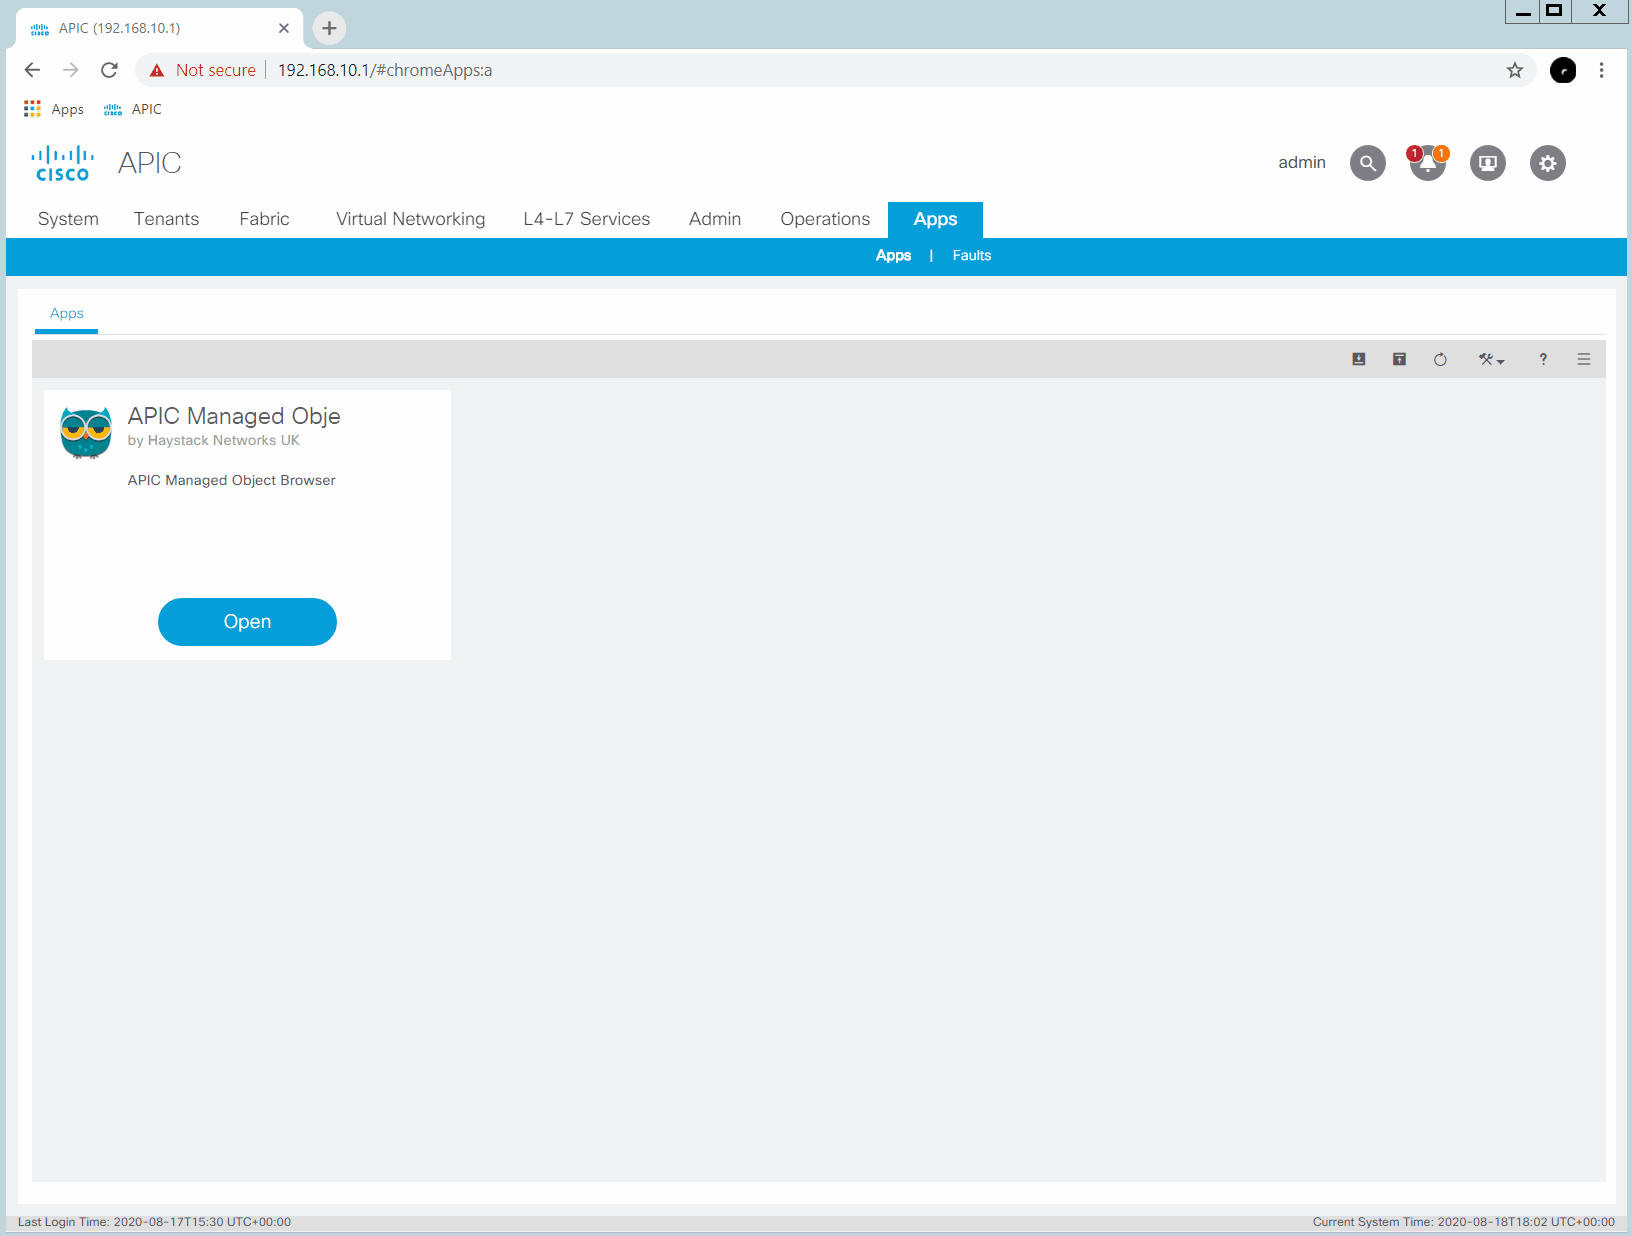 APIC (192.168.10.1)
Not secure 192.168.10.1/#chromeApps:a
Apps APIC
CISCO APIC admin 1 1
System Tenants Fabric Virtual Networking L4-L7 Services Admin Operations Apps
Apps | Faults
Apps
?
APIC Managed Obje
by Haystack Networks UK
APIC Managed Object Browser
Open
Last Login Time: 2020-08-17T15:30 UTC+00:00 Current System Time: 2020-08-18T18:02 UTC+00:00